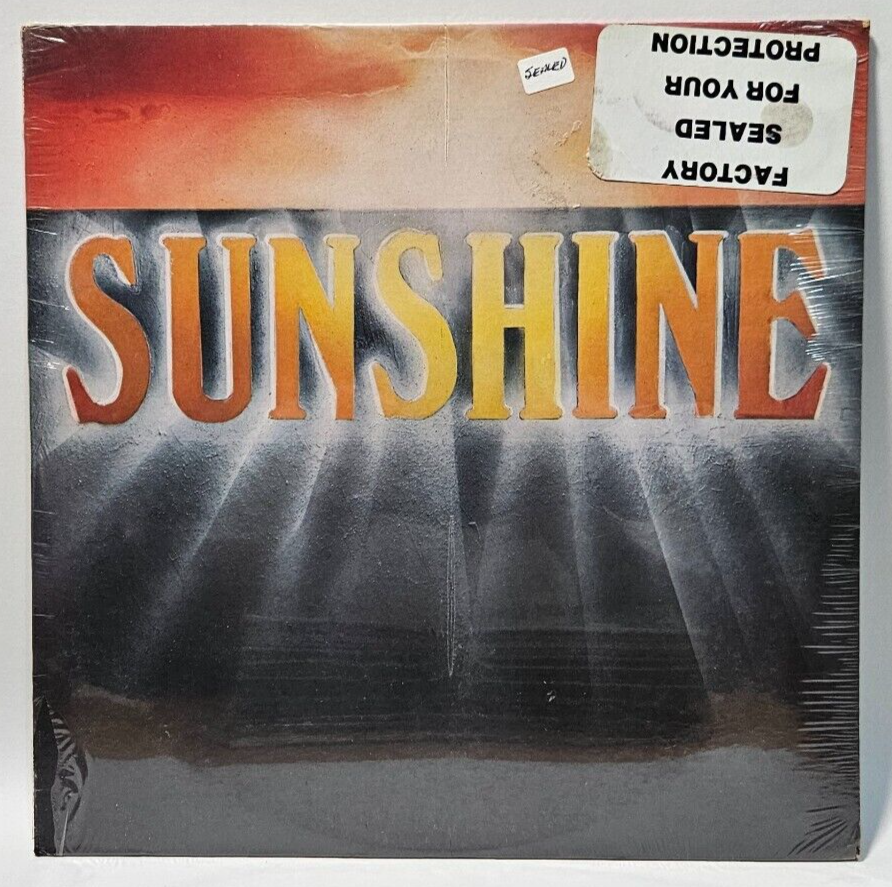 SEALED
FACTORY
SEALED
FOR YOUR
PROTECTION
SUNSHINE